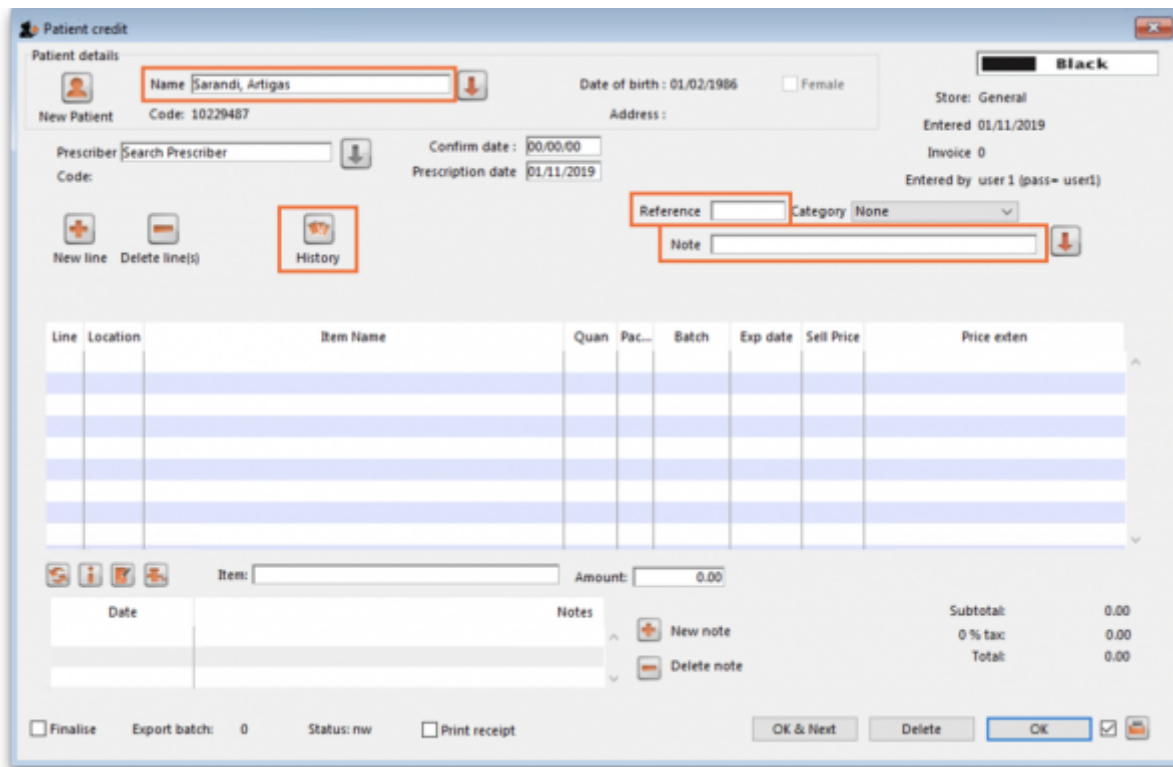 Patient credit
Patient details
Name Sarandi, Artigas
Date of birth : 01/02/1986
Female
Black
New Patient
Code: 10229487
Address :
Store: General
Entered 01/11/2019
Prescriber Search Prescriber
Confirm date : 00/00/00
Invoice 0
Code:
Prescription date 01/11/2019
Entered by user 1 (pass= user1)
Reference
Category None
Note
New line Delete line(s) History
Line Location Item Name Quan Pac... Batch Exp date Sell Price Price exten
Item:
Amount: 0.00
Date Notes
Subtotal: 0.00
New note
0 % tax: 0.00
Total: 0.00
Delete note
Finalise Export batch: 0 Status: nw Print receipt OK & Next Delete OK